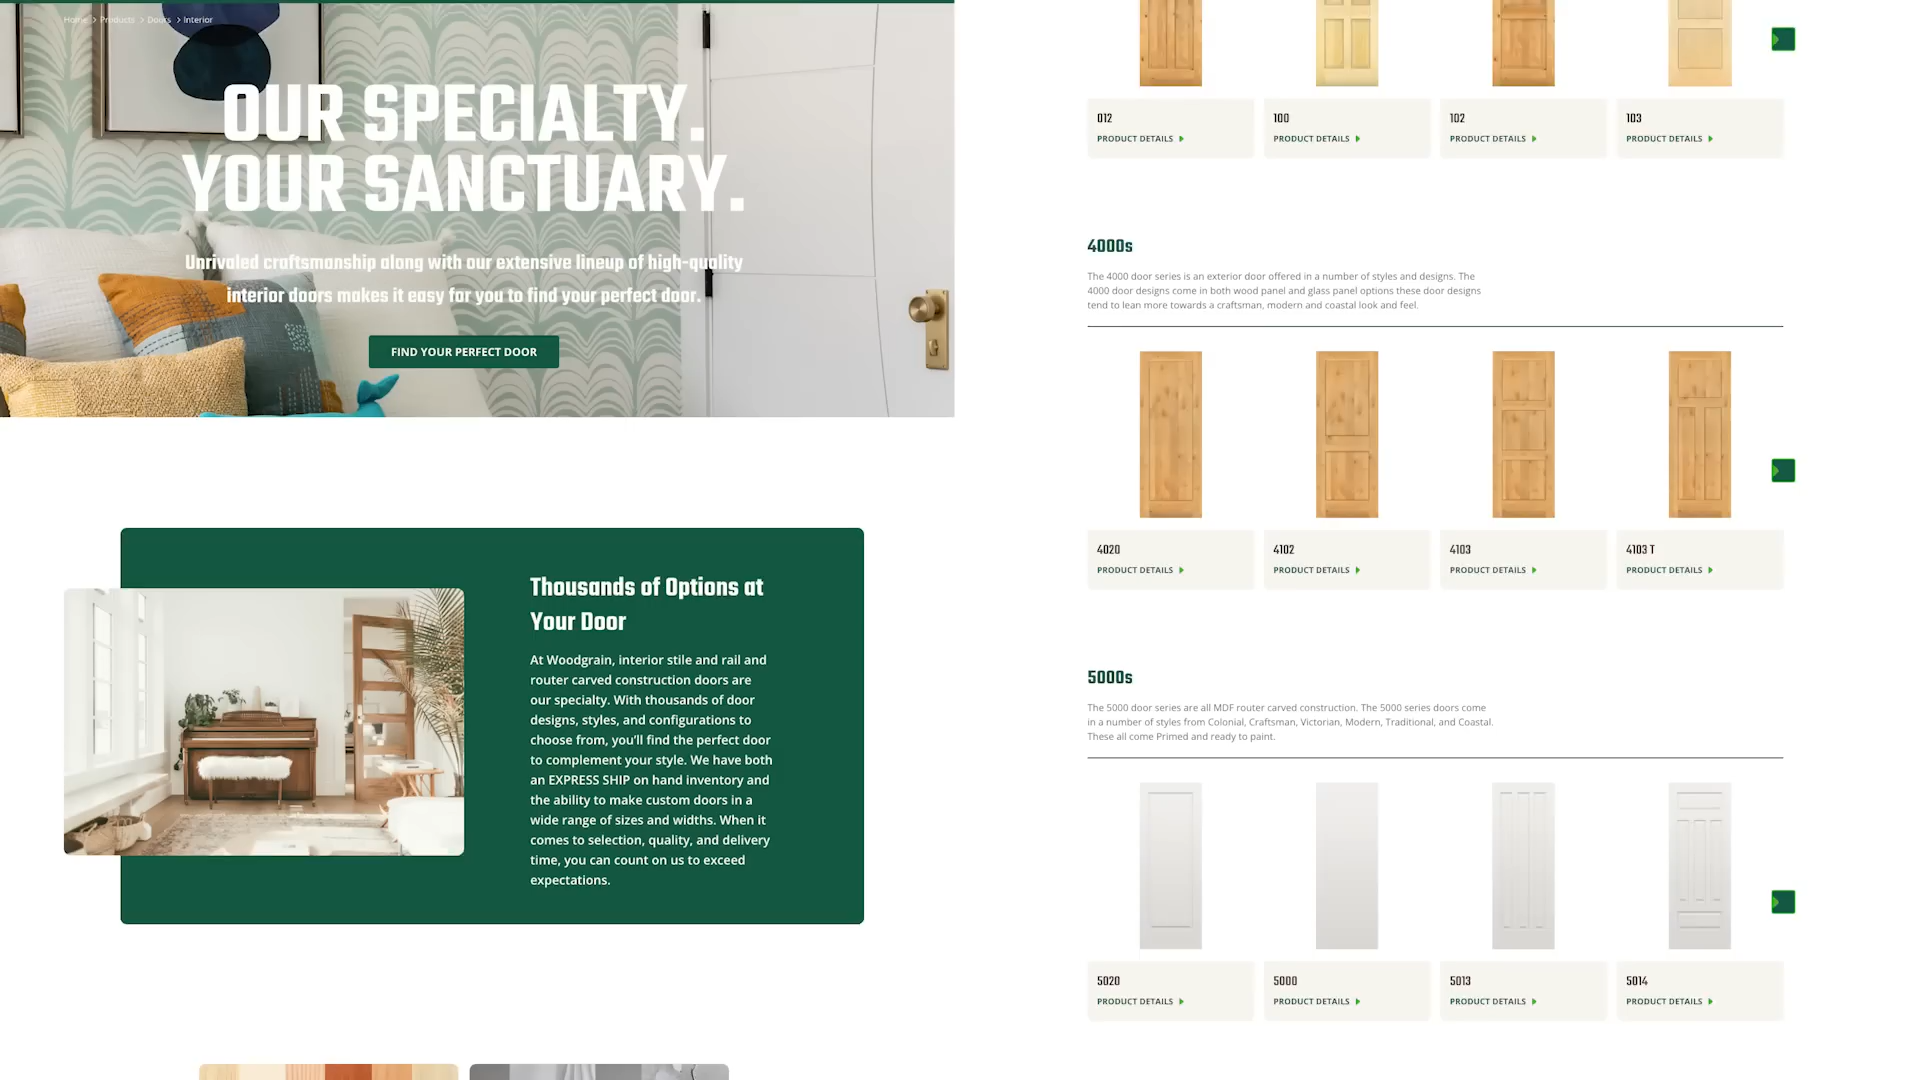 Home > Products > Doors > Interior
OUR SPECIALTY.
YOUR SANCTUARY.
Unrivaled craftsmanship along with our extensive lineup of high-quality
interior doors makes it easy for you to find your perfect door.
FIND YOUR PERFECT DOOR
Thousands of Options at
Your Door
At Woodgrain, interior stile and rail and
router carved construction doors are
our specialty. With thousands of door
designs, styles, and configurations to
choose from, you'll find the perfect door
to complement your style. We have both
an EXPRESS SHIP on hand inventory and
the ability to make custom doors in a
wide range of sizes and widths. When it
comes to selection, quality, and delivery
time, you can count on us to exceed
expectations.
012 100 102 103
PRODUCT DETAILS PRODUCT DETAILS PRODUCT DETAILS PRODUCT DETAILS
4000s
The 4000 door series is an exterior door offered in a number of styles and designs. The
4000 door designs come in both wood panel and glass panel options these door designs
tend to lean more towards a craftsman, modern and coastal look and feel.
4020 4102 4103 4103 T
PRODUCT DETAILS PRODUCT DETAILS PRODUCT DETAILS PRODUCT DETAILS
5000s
The 5000 door series are all MDF router carved construction. The 5000 series doors come
in a number of styles from Colonial, Craftsman, Victorian, Modern, Traditional, and Coastal.
These all come Primed and ready to paint.
5020 5000 5013 5014
PRODUCT DETAILS PRODUCT DETAILS PRODUCT DETAILS PRODUCT DETAILS